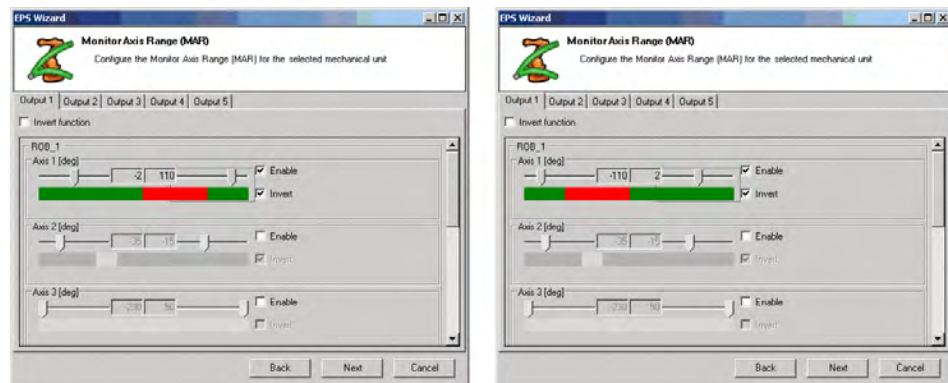 EPS Wizard
Monitor Axis Range (MAR)
Configure the Monitor Axis Range (MAR) for the selected mechanical unit
Output 1 Output 2 Output 3 Output 4 Output 5
Invert function
ROB_1
Axis 1 [deg]
-2 110
Enable
Invert
Axis 2 [deg]
-35 -15
Enable
Invert
Axis 3 [deg]
-230 50
Enable
Invert
Back Next Cancel
EPS Wizard
Monitor Axis Range (MAR)
Configure the Monitor Axis Range (MAR) for the selected mechanical unit
Output 1 Output 2 Output 3 Output 4 Output 5
Invert function
ROB_1
Axis 1 [deg]
-110 2
Enable
Invert
Axis 2 [deg]
-35 -15
Enable
Invert
Axis 3 [deg]
-230 50
Enable
Invert
Back Next Cancel